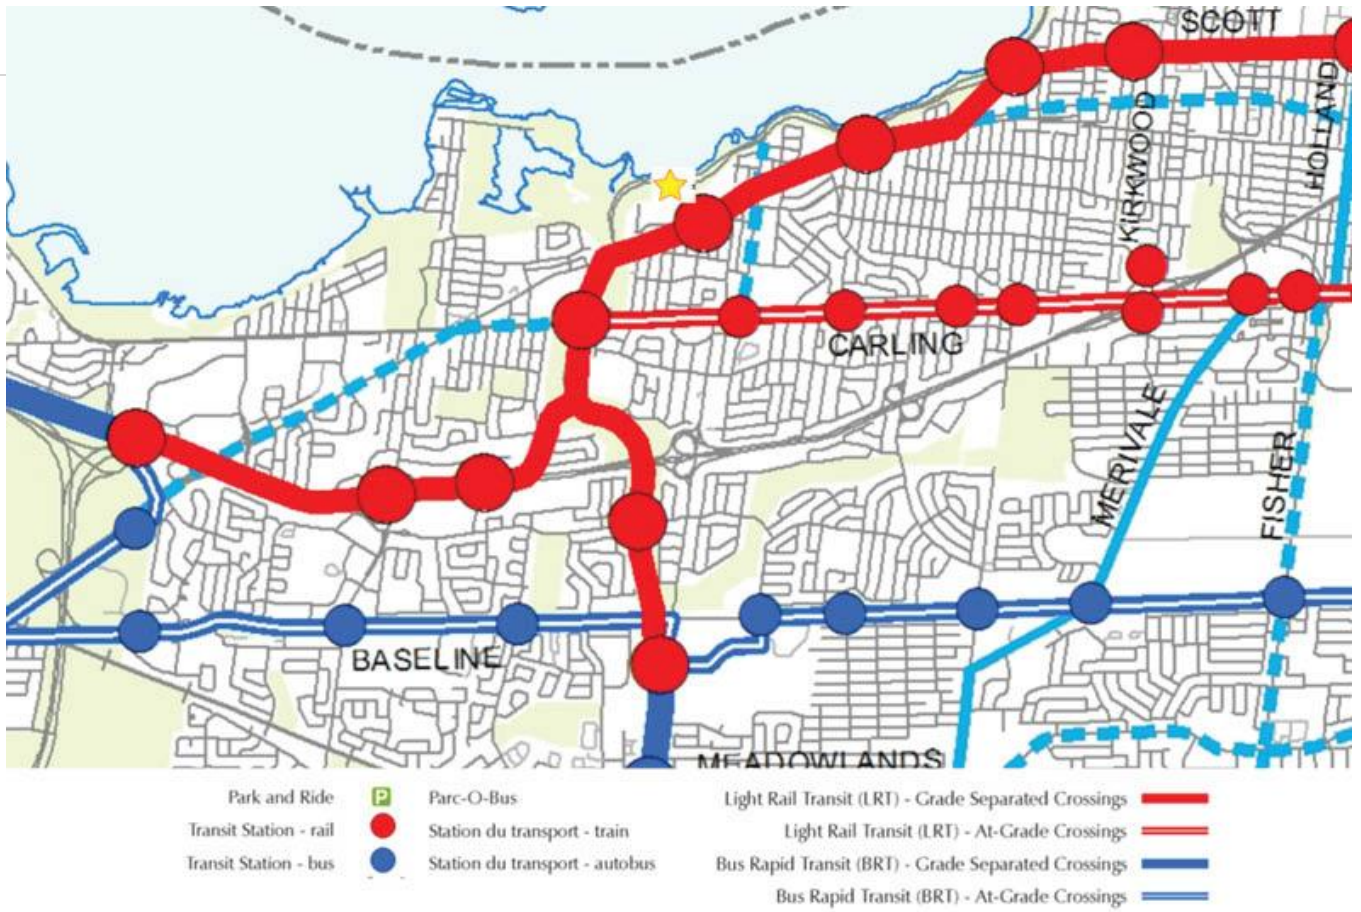 SCOTT
HOLLAND
KIRKWOOD
CARLING
MERIVALE
FISHER
BASELINE
MEADOWLANDS
Park and Ride P Parc-O-Bus
Transit Station - rail Station du transport - train
Transit Station - bus Station du transport - autobus
Light Rail Transit (LRT) - Grade Separated Crossings
Light Rail Transit (LRT) - At-Grade Crossings
Bus Rapid Transit (BRT) - Grade Separated Crossings
Bus Rapid Transit (BRT) - At-Grade Crossings